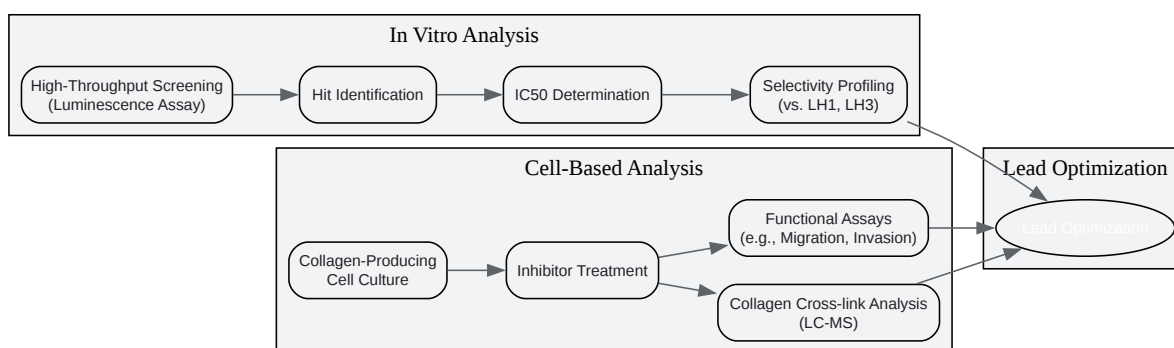 In Vitro Analysis
High-Throughput Screening
(Luminescence Assay)
Hit Identification
IC50 Determination
Selectivity Profiling
(vs. LH1, LH3)
Cell-Based Analysis
Collagen-Producing
Cell Culture
Inhibitor Treatment
Functional Assays
(e.g., Migration, Invasion)
Collagen Cross-link Analysis
(LC-MS)
Lead Optimization
Lead Optimization